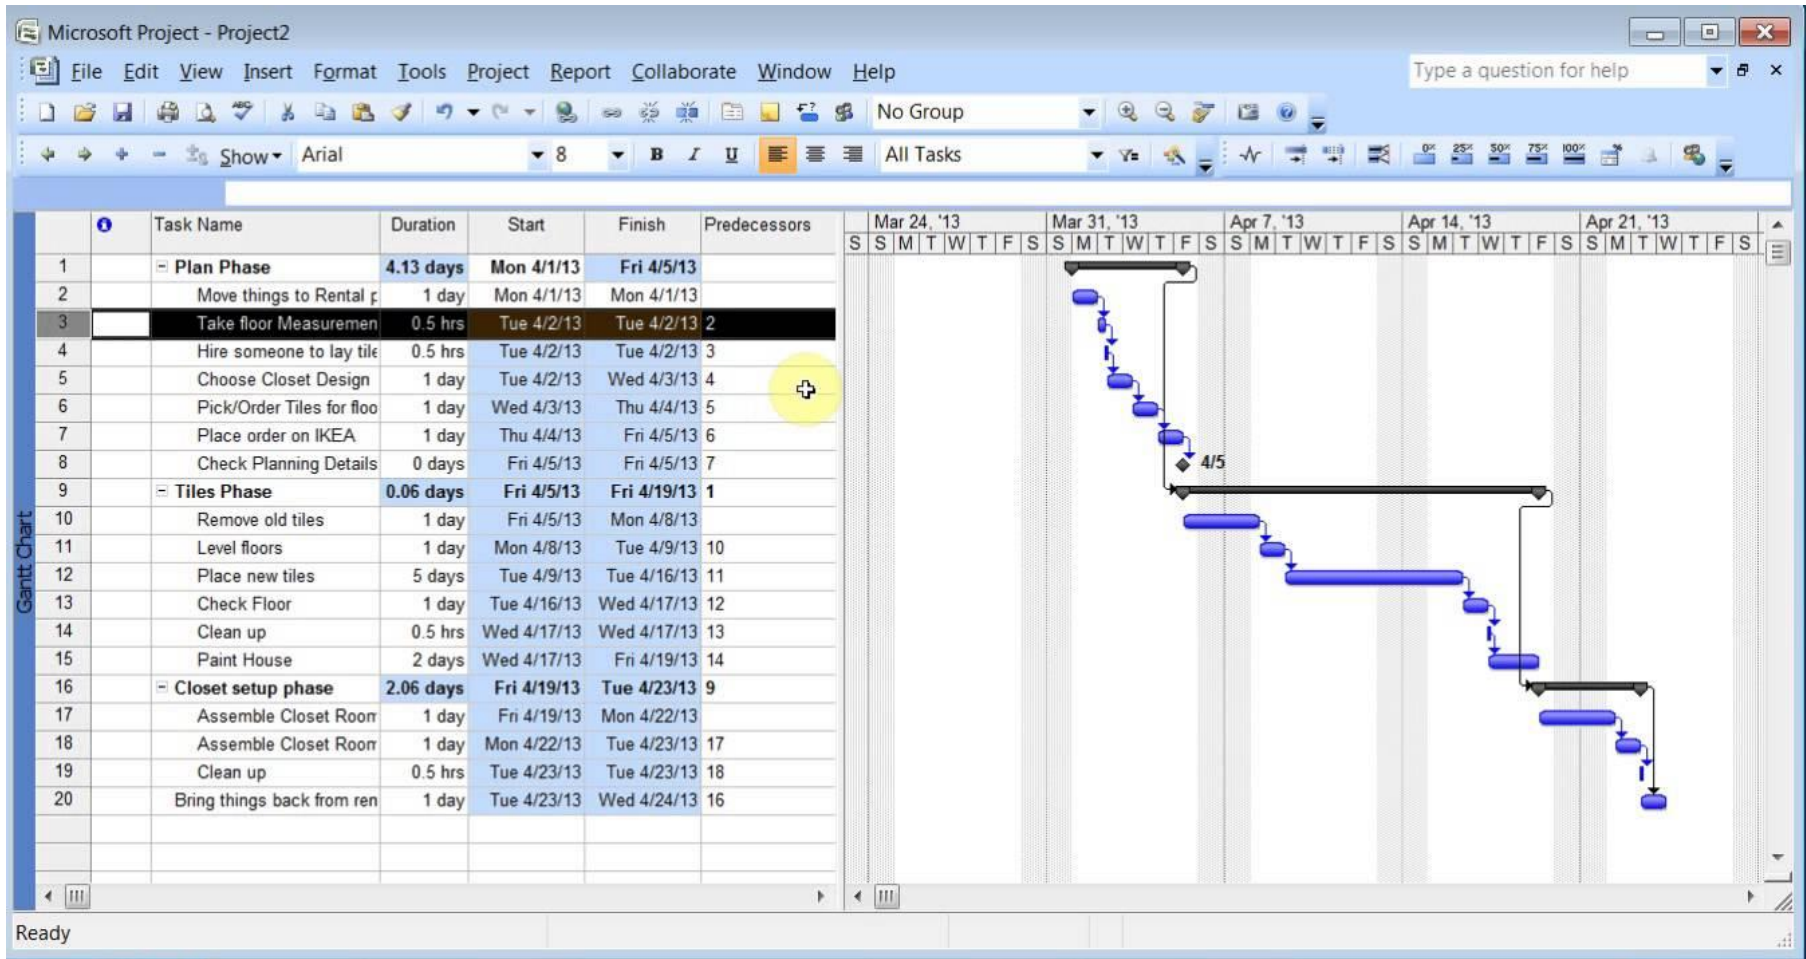 Microsoft Project - Project2
File Edit View Insert Format Tools Project Report Collaborate Window Help Type a question for help
No Group
Show Arial 8 B I U All Tasks 0% 25% 50% 75% 100%
Task Name Duration Start Finish Predecessors Mar 24, '13 Mar 31, '13 Apr 7, '13 Apr 14, '13 Apr 21, '13
S S M T W T F S S M T W T F S S M T W T F S S M T W T F S S M T W T F S
1 Plan Phase 4.13 days Mon 4/1/13 Fri 4/5/13
2 Move things to Rental p 1 day Mon 4/1/13 Mon 4/1/13
3 Take floor Measuremen 0.5 hrs Tue 4/2/13 Tue 4/2/13 2
4 Hire someone to lay tile 0.5 hrs Tue 4/2/13 Tue 4/2/13 3
5 Choose Closet Design 1 day Tue 4/2/13 Wed 4/3/13 4
6 Pick/Order Tiles for floo 1 day Wed 4/3/13 Thu 4/4/13 5
7 Place order on IKEA 1 day Thu 4/4/13 Fri 4/5/13 6
8 Check Planning Details 0 days Fri 4/5/13 Fri 4/5/13 7 4/5
9 Tiles Phase 0.06 days Fri 4/5/13 Fri 4/19/13 1
10 Remove old tiles 1 day Fri 4/5/13 Mon 4/8/13
11 Level floors 1 day Mon 4/8/13 Tue 4/9/13 10
12 Place new tiles 5 days Tue 4/9/13 Tue 4/16/13 11
13 Check Floor 1 day Tue 4/16/13 Wed 4/17/13 12
14 Clean up 0.5 hrs Wed 4/17/13 Wed 4/17/13 13
15 Paint House 2 days Wed 4/17/13 Fri 4/19/13 14
16 Closet setup phase 2.06 days Fri 4/19/13 Tue 4/23/13 9
17 Assemble Closet Room 1 day Fri 4/19/13 Mon 4/22/13
18 Assemble Closet Room 1 day Mon 4/22/13 Tue 4/23/13 17
19 Clean up 0.5 hrs Tue 4/23/13 Tue 4/23/13 18
20 Bring things back from ren 1 day Tue 4/23/13 Wed 4/24/13 16
Gantt Chart
Ready